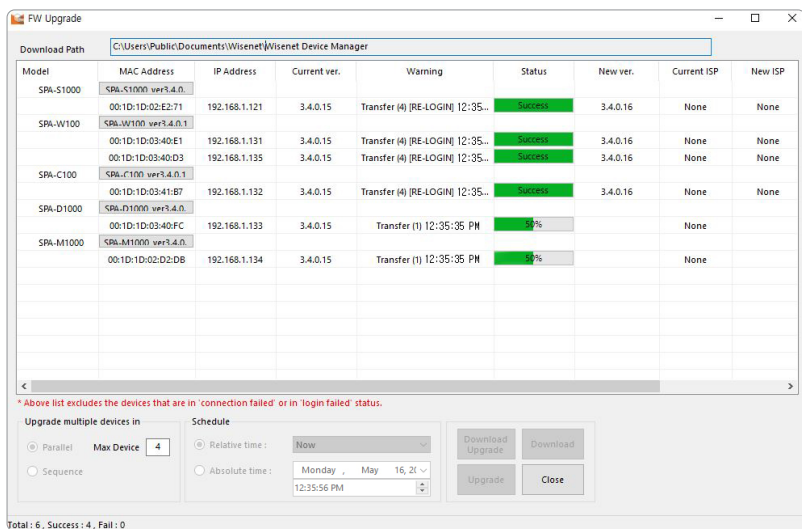 FW Upgrade
Download Path C:\Users\Public\Documents\Wisenet\Wisenet Device Manager
Model MAC Address IP Address Current ver. Warning Status New ver. Current ISP New ISP
SPA-S1000 SPA-S1000 ver3.4.0.
00:1D:1D:02:E2:71 192.168.1.121 3.4.0.15 Transfer (4) [RE-LOGIN] 12:35... Success 3.4.0.16 None None
SPA-W100 SPA-W100 ver3.4.0.1
00:1D:1D:03:40:E1 192.168.1.131 3.4.0.15 Transfer (4) [RE-LOGIN] 12:35... Success 3.4.0.16 None None
00:1D:1D:03:40:D3 192.168.1.135 3.4.0.15 Transfer (4) [RE-LOGIN] 12:35... Success 3.4.0.16 None None
SPA-C100 SPA-C100 ver3.4.0.1
00:1D:1D:03:41:B7 192.168.1.132 3.4.0.15 Transfer (4) [RE-LOGIN] 12:35... Success 3.4.0.16 None None
SPA-D1000 SPA-D1000 ver3.4.0.
00:1D:1D:03:40:FC 192.168.1.133 3.4.0.15 Transfer (1) 12:35:35 PM 50% None
SPA-M1000 SPA-M1000 ver3.4.0.
00:1D:1D:02:D2:DB 192.168.1.134 3.4.0.15 Transfer (1) 12:35:35 PM 50% None
* Above list excludes the devices that are in 'connection failed' or in 'login failed' status.
Upgrade multiple devices in Schedule
Parallel Max Device 4 Relative time : Now Download Upgrade Download
Sequence Absolute time : Monday , May 16, 20
12:35:56 PM Upgrade Close
Total : 6 , Success : 4 , Fail : 0